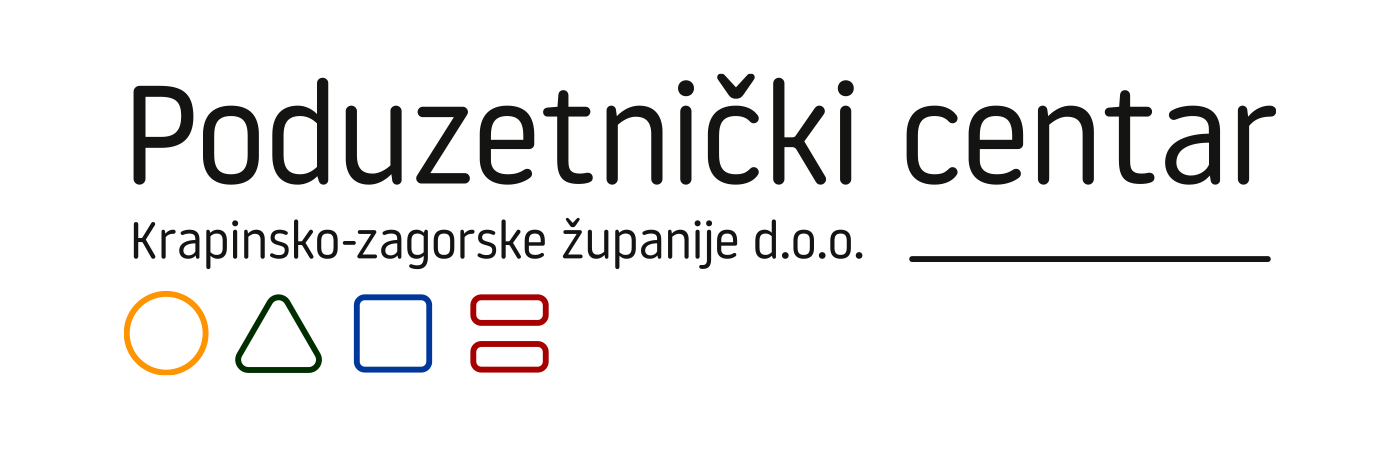 Poduzetnički centar
Krapinsko-zagorske županije d.o.o.